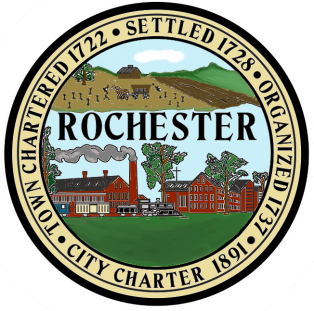 TOWN CHARTERED 1722 • SETTLED 1728 • ORGANIZED 1737 •
ROCHESTER
• CITY CHARTER 1891 •